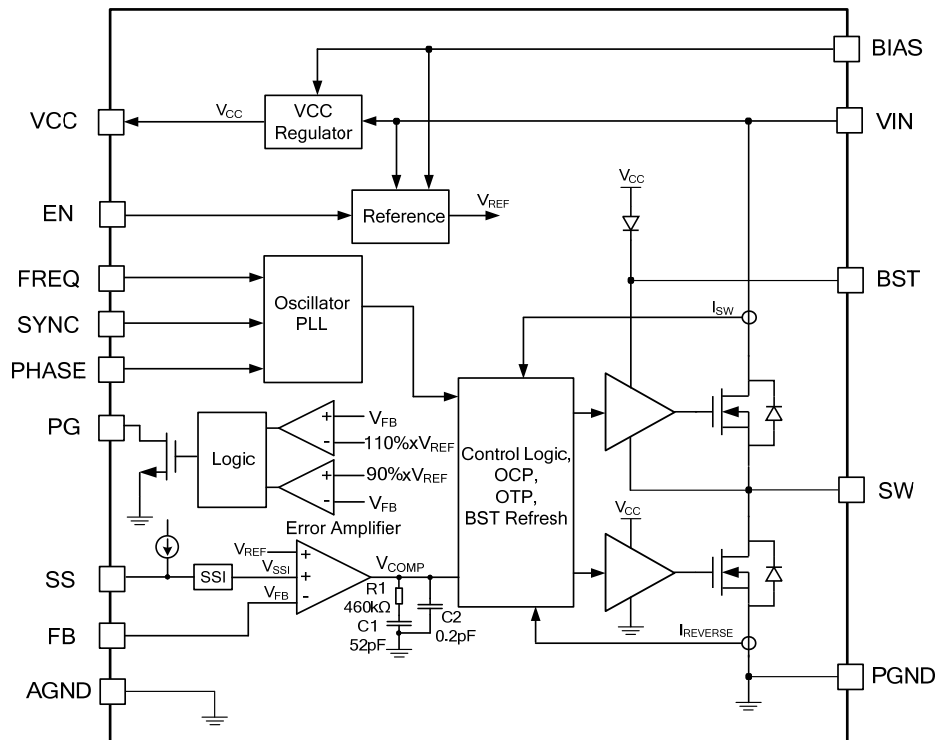 BIAS
VCC
VCC
VCC
Regulator
VIN
VCC
EN
Reference
VREF
FREQ
Oscillator
PLL
BST
SYNC
ISW
PHASE
PG
Logic
+
VFB
-
110%xVREF
+
90%xVREF
-
VFB
Control Logic,
OCP,
OTP,
BST Refresh
SW
Error Amplifier
VCC
SS
SSI
VREF
+
VSSI
+
VFB
-
VCOMP
R1
460kΩ
C1
52pF
C2
0.2pF
FB
IREVERSE
AGND
PGND